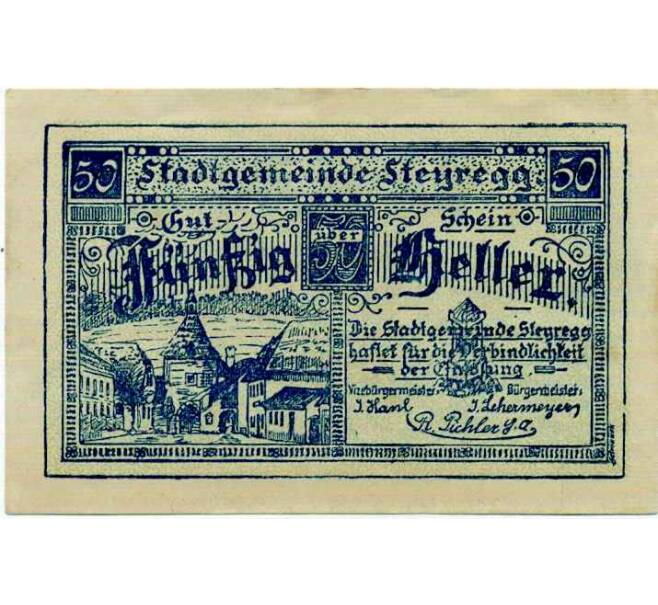 50 Stadtgemeinde Steyregg 50
Gut- Schein
über
50
Fünfzig Heller.
Die Stadtgemeinde Steyregg
haftet für die Verbindlichkeit
der Einlösung.
Vizebürgermeister: Bürgermeister:
J. Hanl J. Lehermeyer
R. Pichler